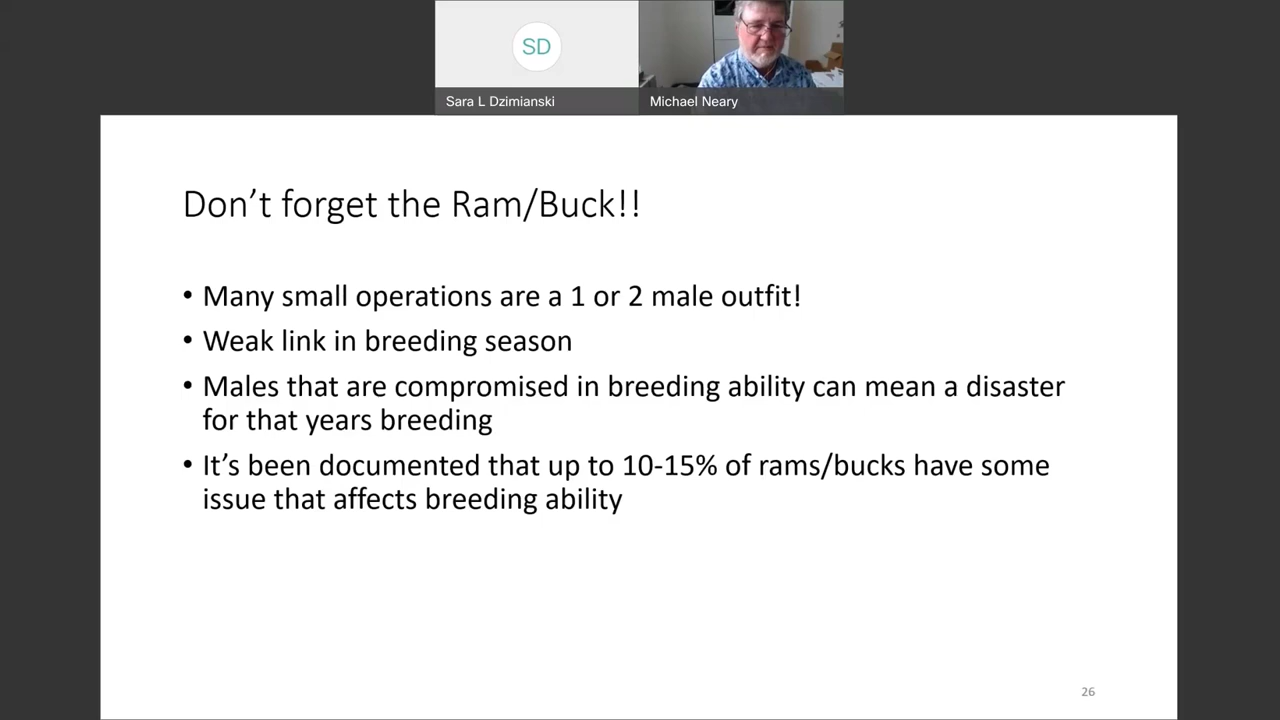 SD
Sara L Dzimianski
Michael Neary
Don’t forget the Ram/Buck!!
• Many small operations are a 1 or 2 male outfit!
• Weak link in breeding season
• Males that are compromised in breeding ability can mean a disaster
for that years breeding
• It’s been documented that up to 10-15% of rams/bucks have some
issue that affects breeding ability
26